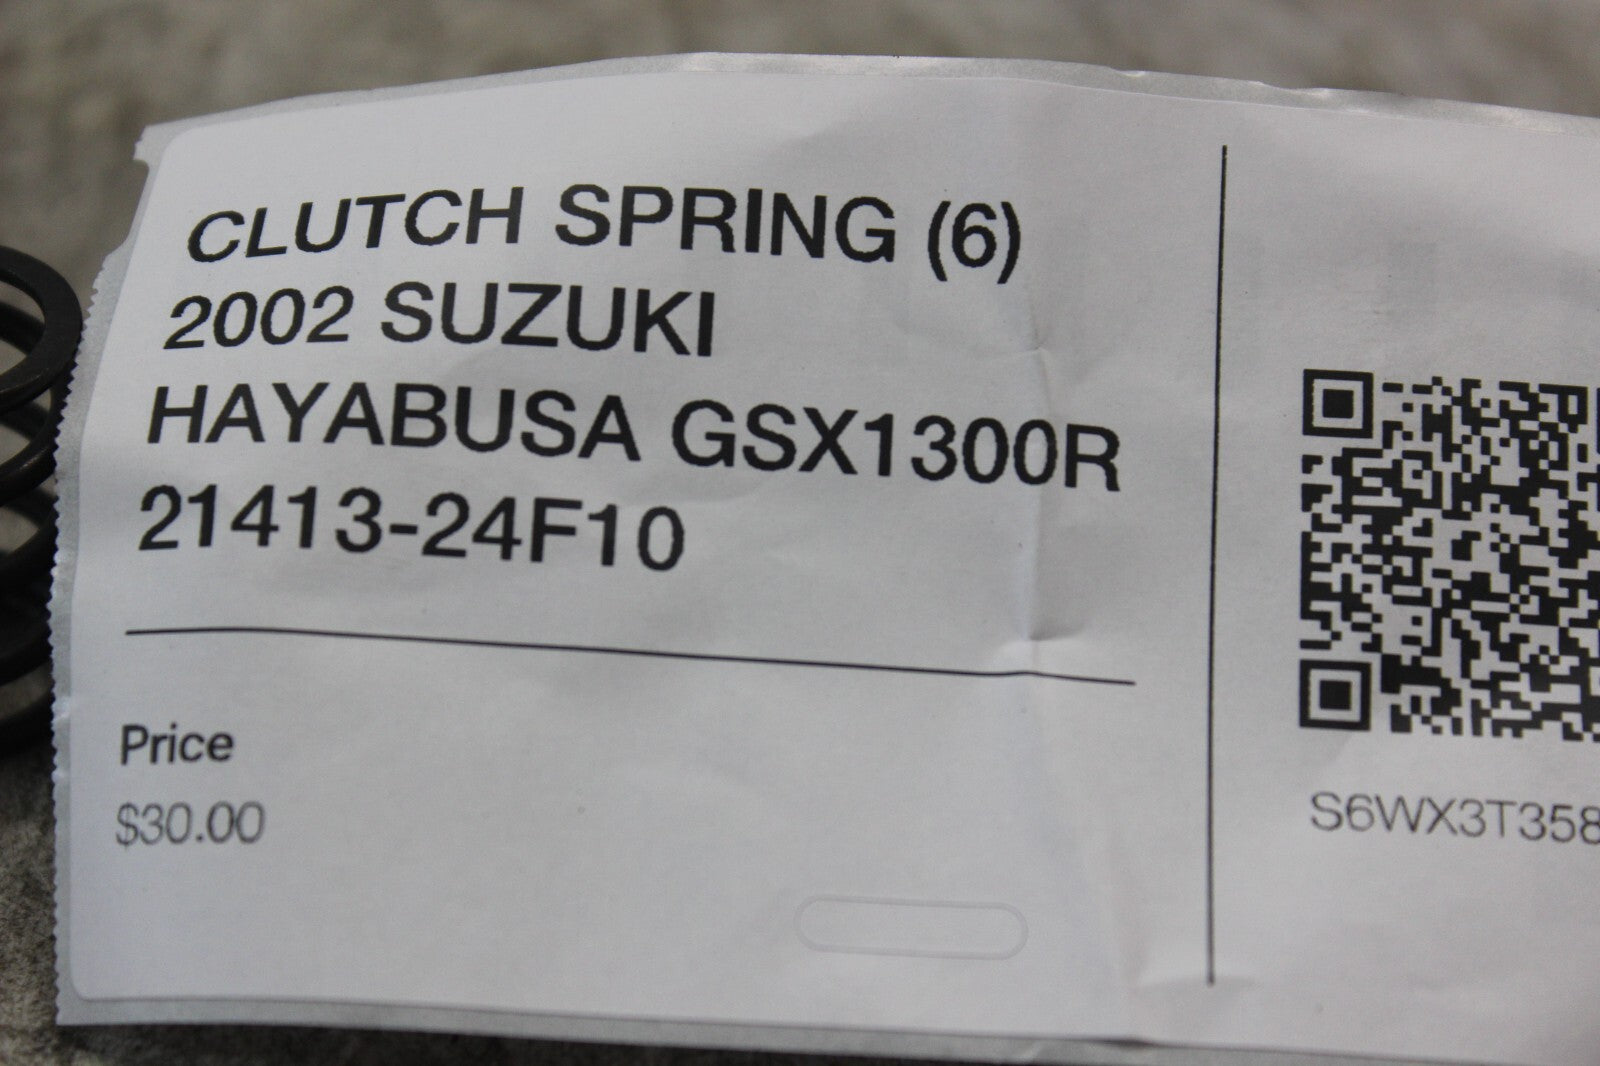 CLUTCH SPRING (6)
2002 SUZUKI
HAYABUSA GSX1300R
21413-24F10
Price
$30.00
S6WX3T358